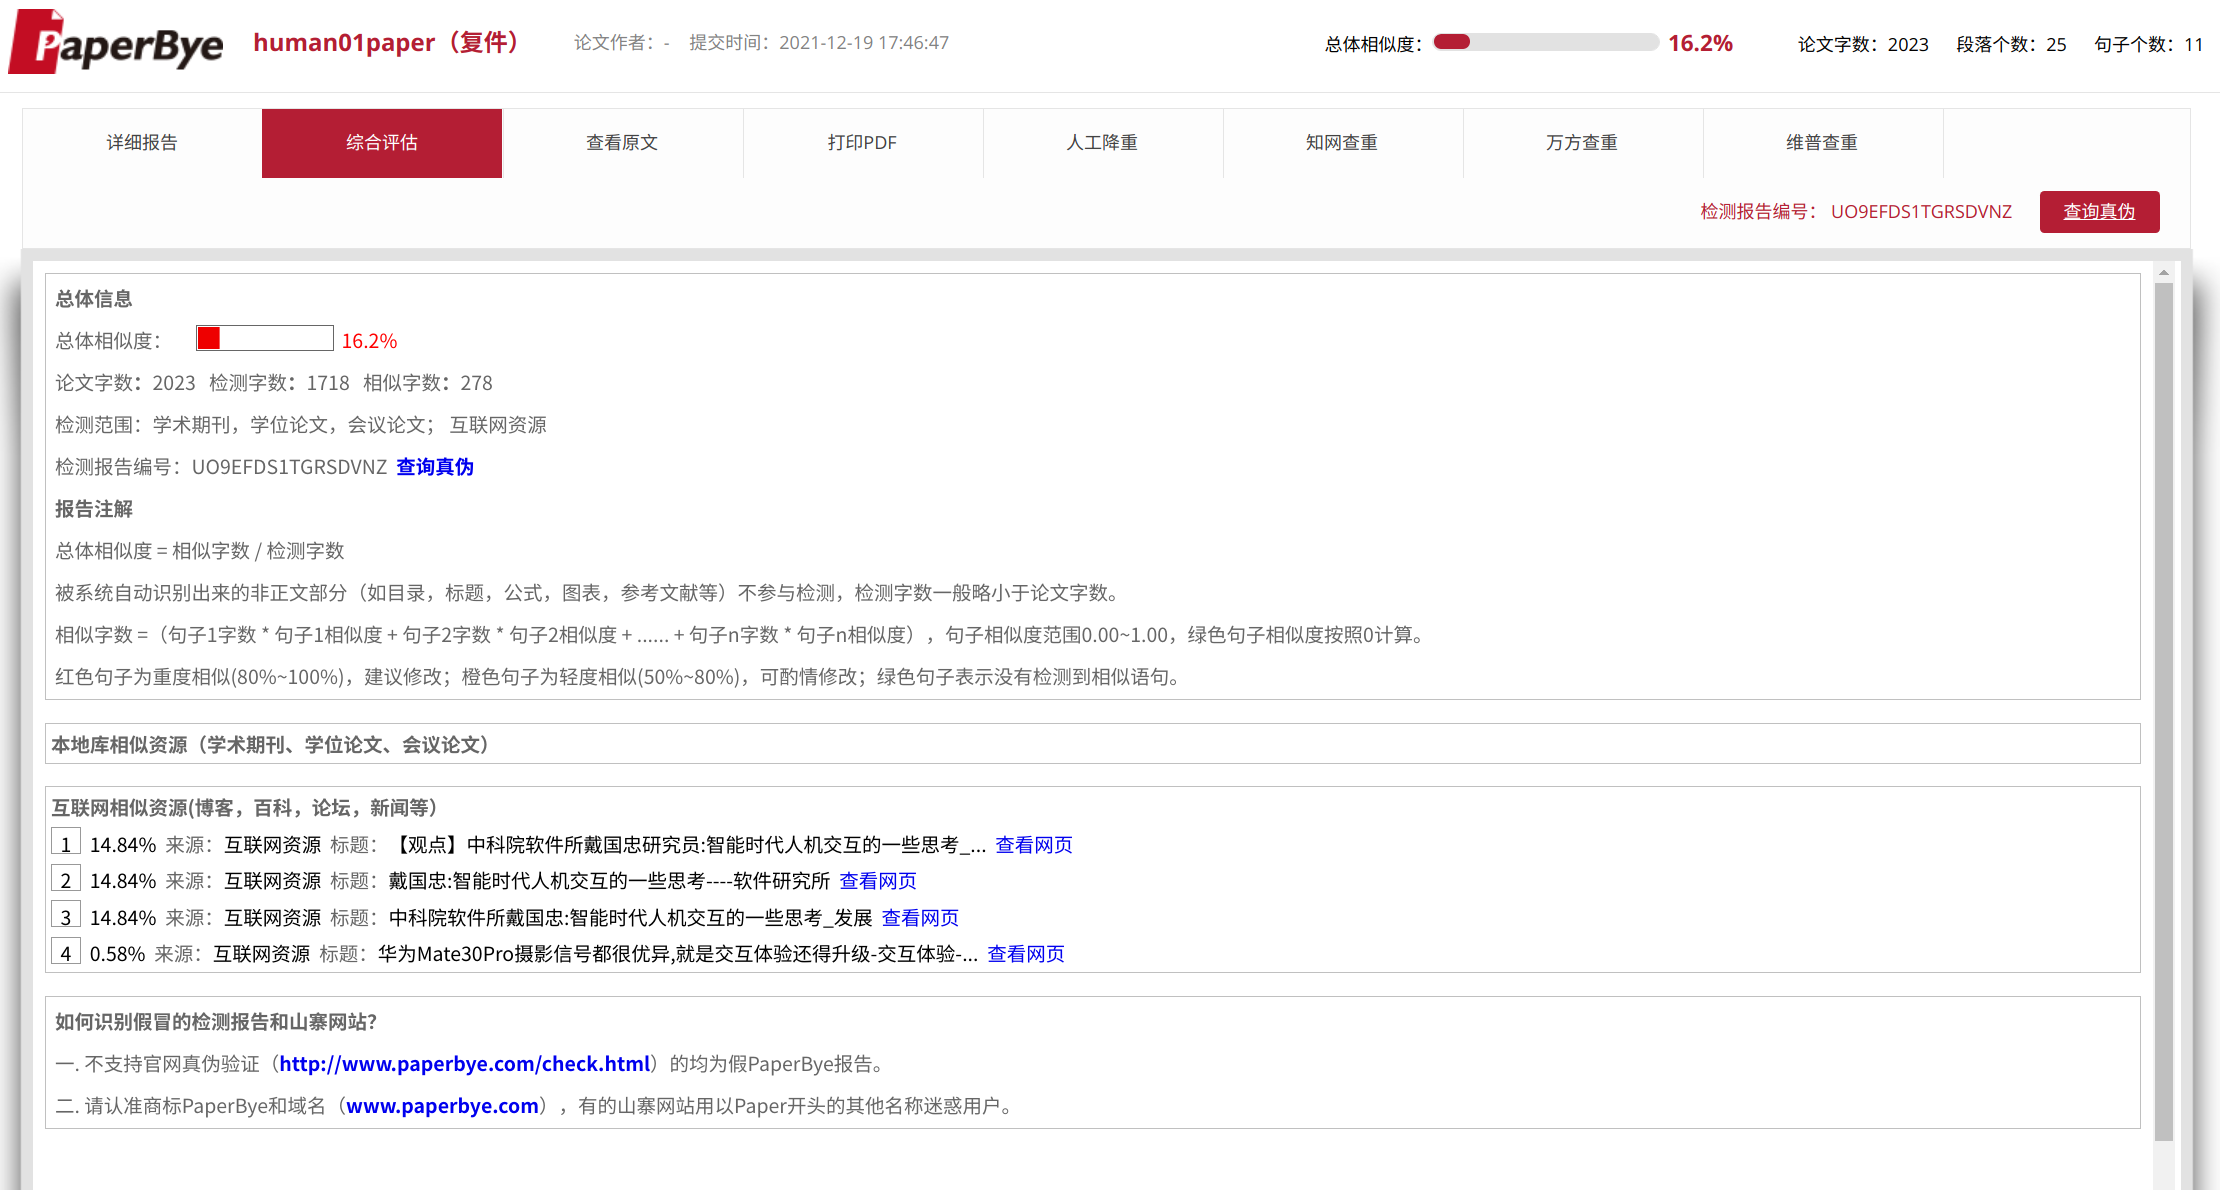 PaperBye
human01paper（复件）
论文作者：- 提交时间：2021-12-19 17:46:47
总体相似度： 16.2%
论文字数：2023 段落个数：25 句子个数：11
详细报告 综合评估 查看原文 打印PDF 人工降重 知网查重 万方查重 维普查重
检测报告编号： UO9EFDS1TGRSDVNZ 查询真伪
总体信息
总体相似度： 16.2%
论文字数：2023 检测字数：1718 相似字数：278
检测范围：学术期刊，学位论文，会议论文； 互联网资源
检测报告编号：UO9EFDS1TGRSDVNZ 查询真伪
报告注解
总体相似度 = 相似字数 / 检测字数
被系统自动识别出来的非正文部分（如目录，标题，公式，图表，参考文献等）不参与检测，检测字数一般略小于论文字数。
相似字数 =（句子1字数 * 句子1相似度 + 句子2字数 * 句子2相似度 + ...... + 句子n字数 * 句子n相似度），句子相似度范围0.00~1.00，绿色句子相似度按照0计算。
红色句子为重度相似(80%~100%)，建议修改；橙色句子为轻度相似(50%~80%)，可酌情修改；绿色句子表示没有检测到相似语句。
本地库相似资源（学术期刊、学位论文、会议论文）
互联网相似资源(博客，百科，论坛，新闻等）
1 14.84% 来源：互联网资源 标题：【观点】中科院软件所戴国忠研究员:智能时代人机交互的一些思考_... 查看网页
2 14.84% 来源：互联网资源 标题：戴国忠:智能时代人机交互的一些思考----软件研究所 查看网页
3 14.84% 来源：互联网资源 标题：中科院软件所戴国忠:智能时代人机交互的一些思考_发展 查看网页
4 0.58% 来源：互联网资源 标题：华为Mate30Pro摄影信号都很优异,就是交互体验还得升级-交互体验-... 查看网页
如何识别假冒的检测报告和山寨网站?
一. 不支持官网真伪验证（http://www.paperbye.com/check.html）的均为假PaperBye报告。
二. 请认准商标PaperBye和域名（www.paperbye.com），有的山寨网站用以Paper开头的其他名称迷惑用户。